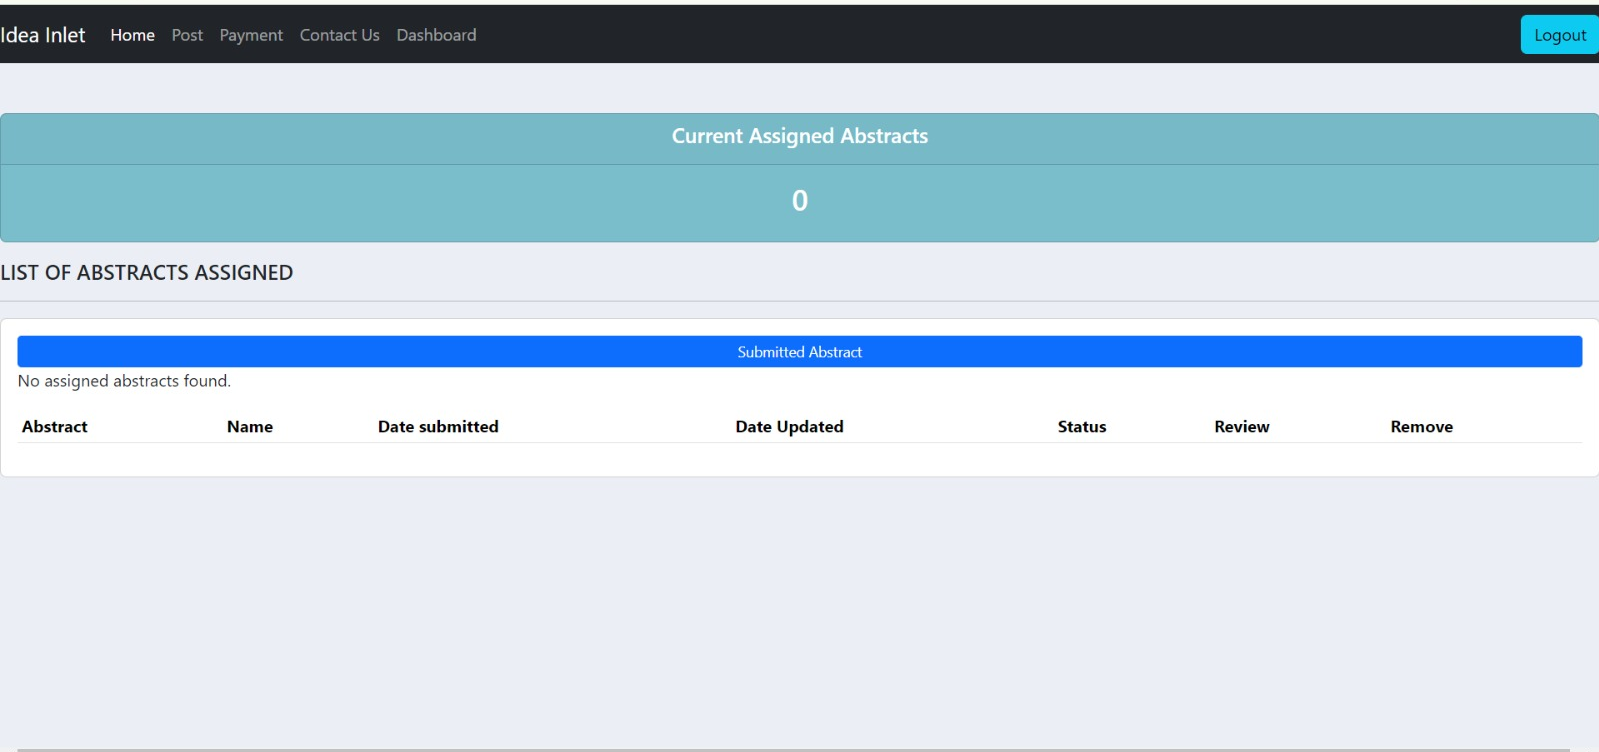 Idea Inlet Home Post Payment Contact Us Dashboard Logout
Current Assigned Abstracts
0
LIST OF ABSTRACTS ASSIGNED
Submitted Abstract
No assigned abstracts found.
Abstract Name Date submitted Date Updated Status Review Remove